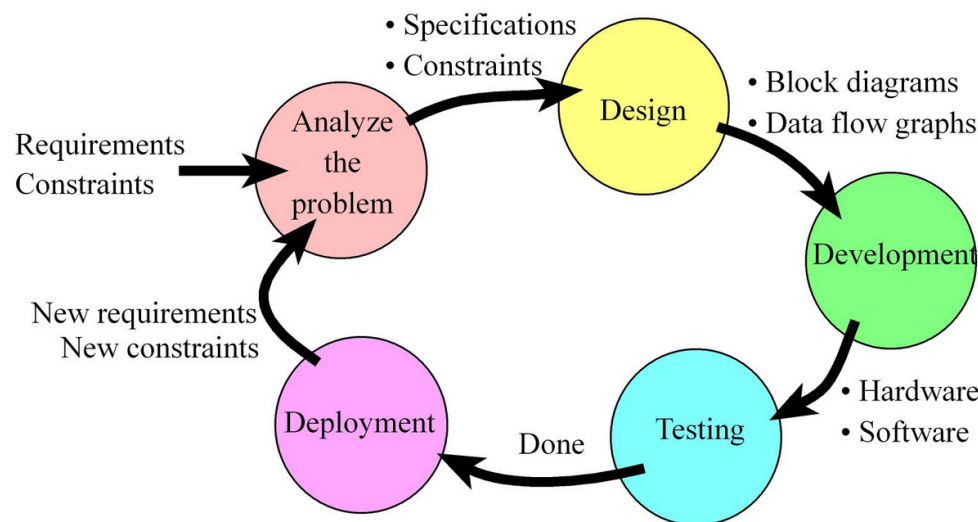 • Specifications
• Constraints
Analyze
the
problem
Design
• Block diagrams
• Data flow graphs
Requirements
Constraints
Development
New requirements
New constraints
• Hardware
• Software
Deployment
Done
Testing